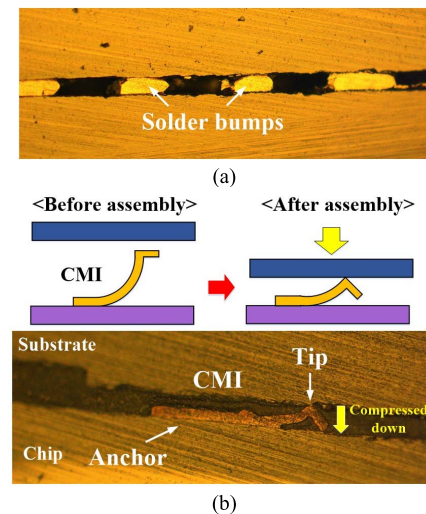 Solder bumps
(a)
<Before assembly>
<After assembly>
CMI
Substrate
CMI
Tip
Compressed
down
Anchor
Chip
(b)